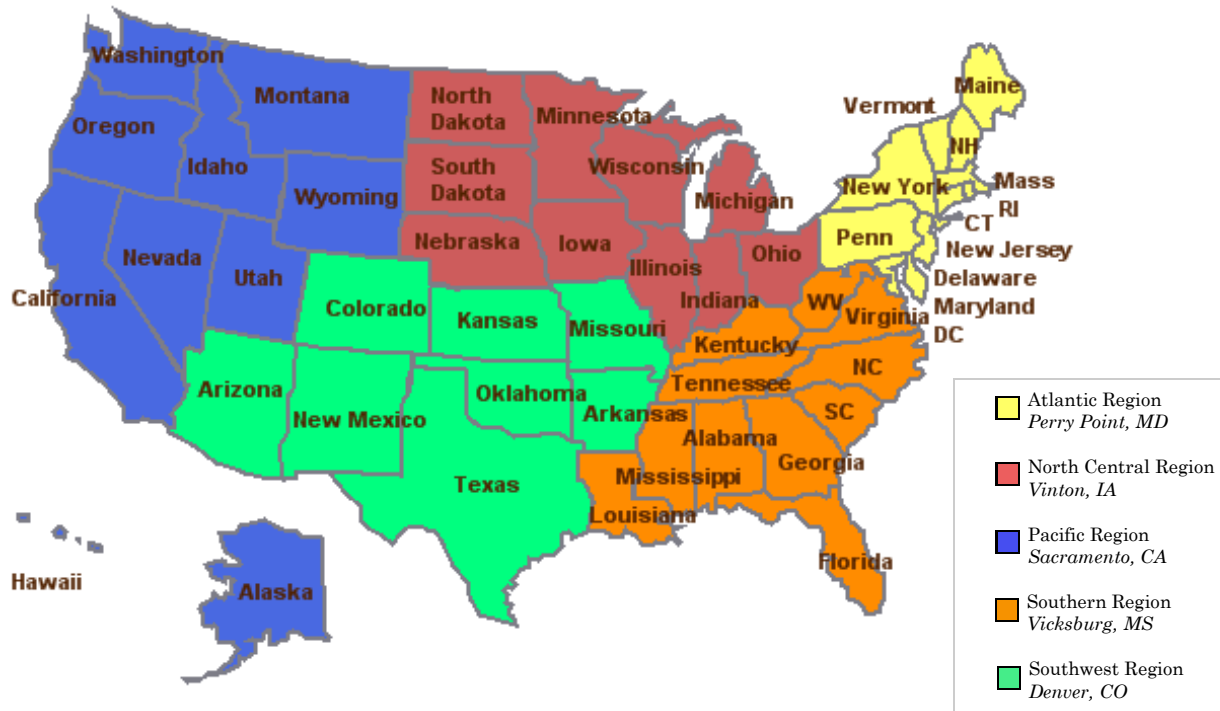 Washington
Montana
North
Dakota
Minnesota
Maine
Vermont
Oregon
NH
Idaho
South
Dakota
Wisconsin
Wyoming
Michigan
New York
Mass
RI
CT
Nebraska
Iowa
Penn
Nevada
Utah
Illinois
Ohio
New Jersey
Delaware
California
Colorado
Kansas
Missouri
Indiana
WV
Virginia
Maryland
DC
Kentucky
NC
Arizona
New Mexico
Oklahoma
Arkansas
Tennessee
SC
Alabama
Georgia
Texas
Mississippi
Louisiana
Florida
Hawaii
Alaska
Atlantic Region
Perry Point, MD
North Central Region
Vinton, IA
Pacific Region
Sacramento, CA
Southern Region
Vicksburg, MS
Southwest Region
Denver, CO